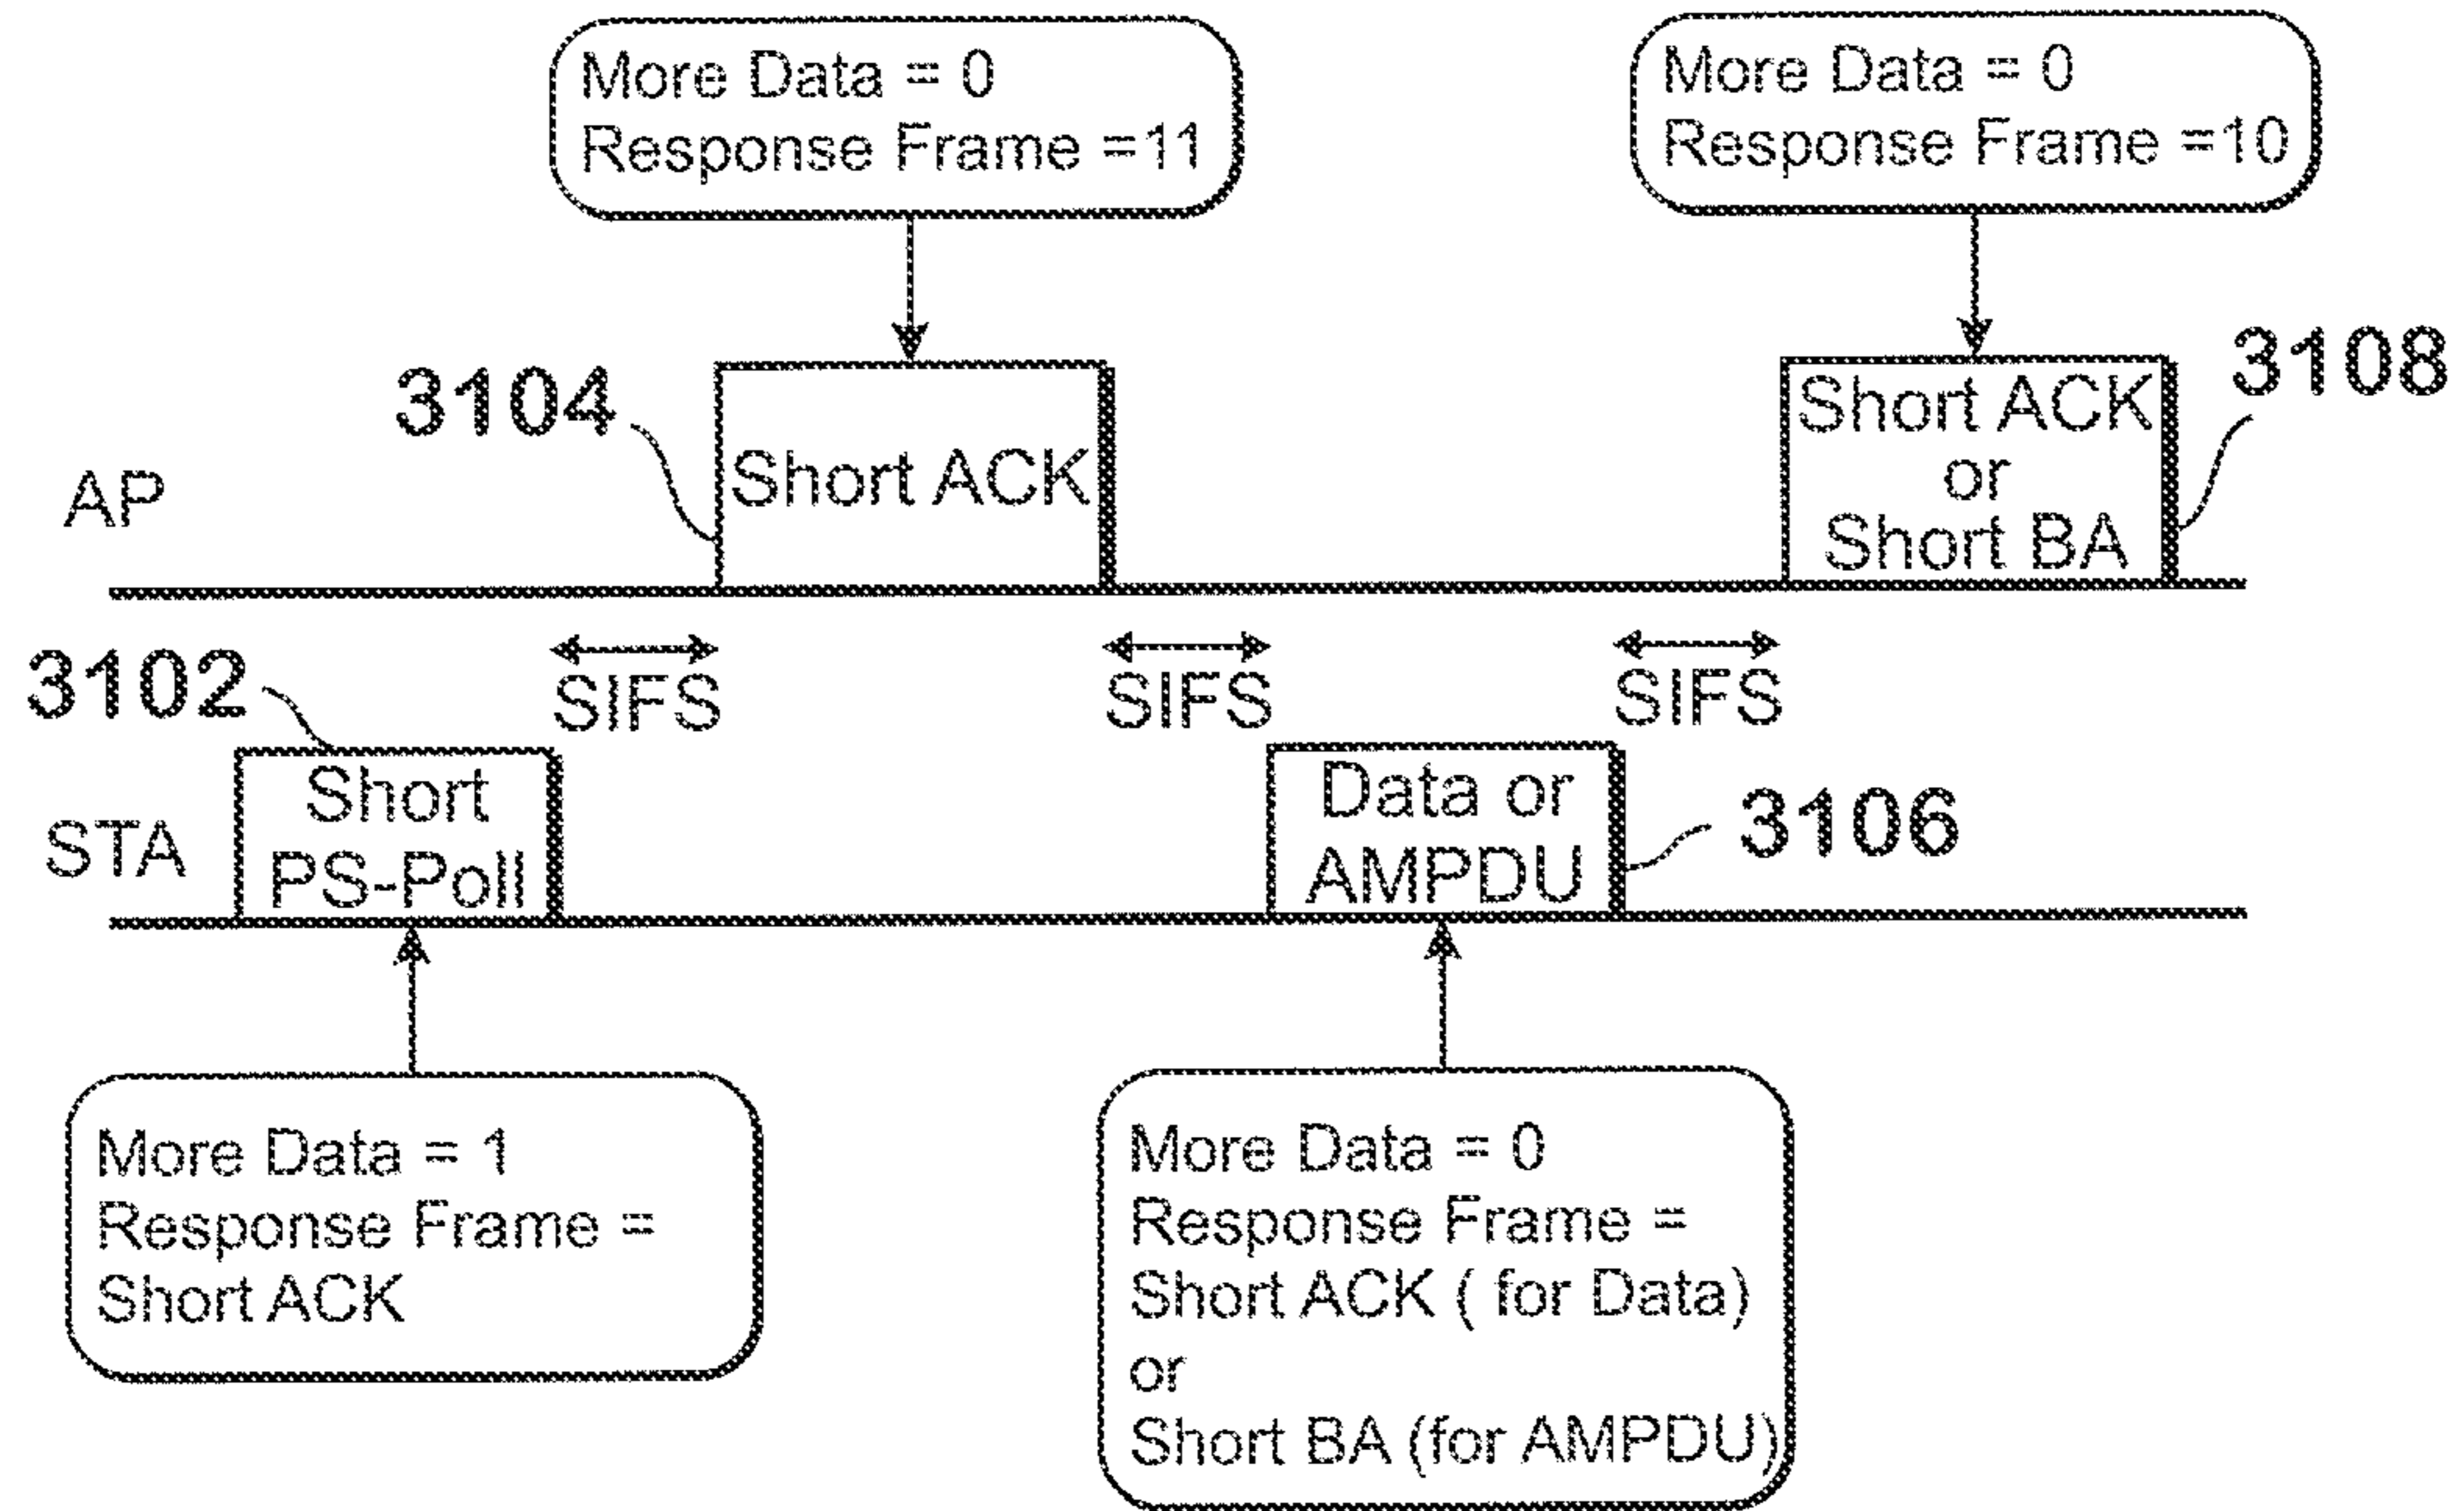 More Data = 0
Response Frame =11
More Data = 0
Response Frame =10
3104
Short ACK
Short ACK
or
Short BA
3108
AP
SIFS
SIFS
SIFS
3102
Short
PS-Poll
STA
Data or
AMPDU
3106
More Data = 1
Response Frame =
Short ACK
More Data = 0
Response Frame =
Short ACK ( for Data)
or
Short BA (for AMPDU)